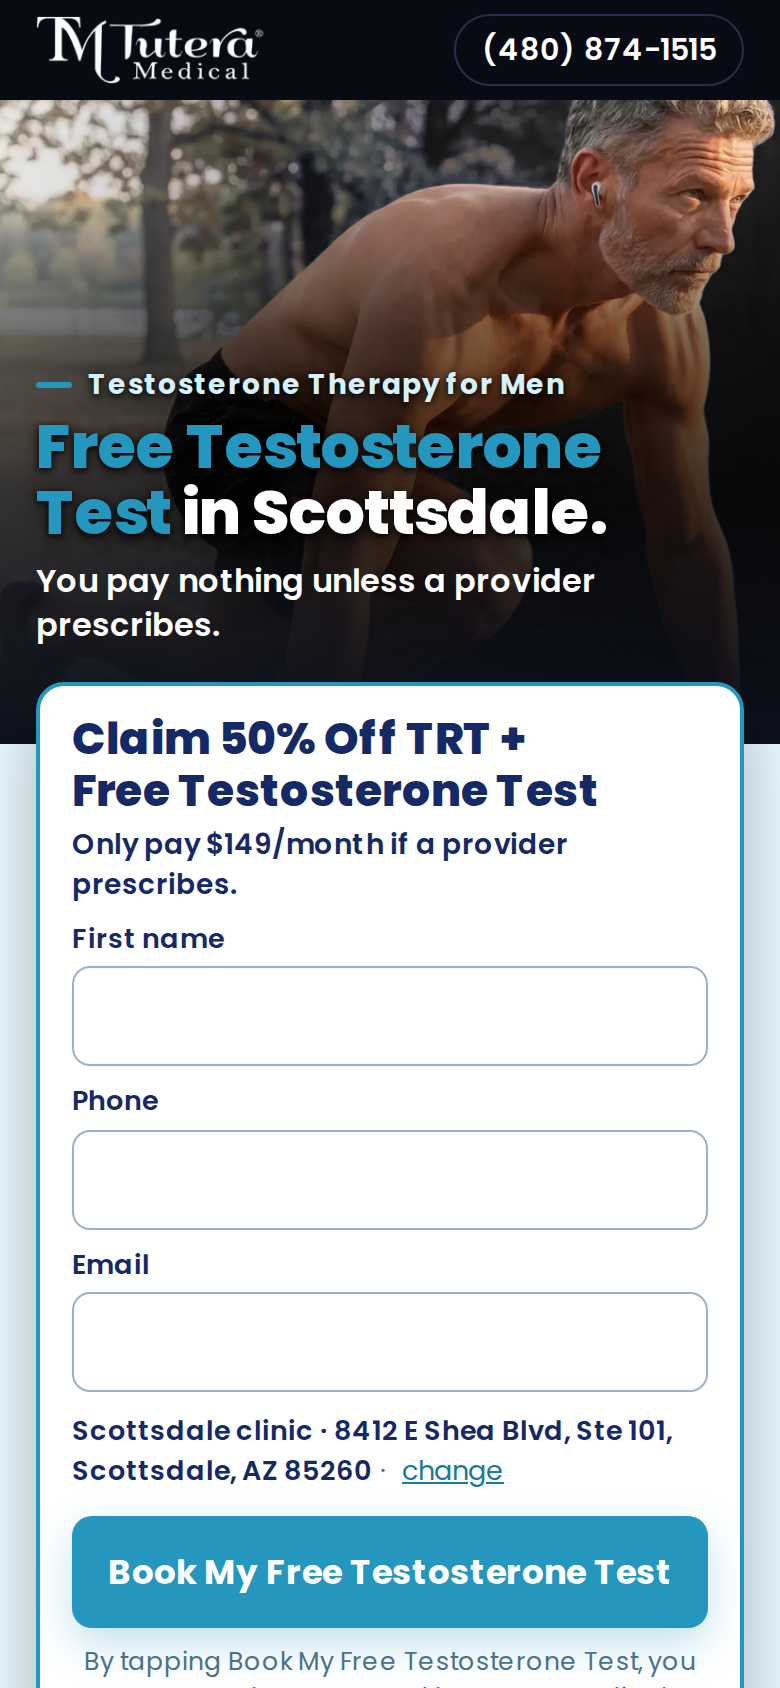 TM Tutera®
Medical
(480) 874-1515
Testosterone Therapy for Men
Free Testosterone
Test in Scottsdale.
You pay nothing unless a provider
prescribes.
Claim 50% Off TRT +
Free Testosterone Test
Only pay $149/month if a provider
prescribes.
First name
Phone
Email
Scottsdale clinic · 8412 E Shea Blvd, Ste 101,
Scottsdale, AZ 85260 · change
Book My Free Testosterone Test
By tapping Book My Free Testosterone Test, you